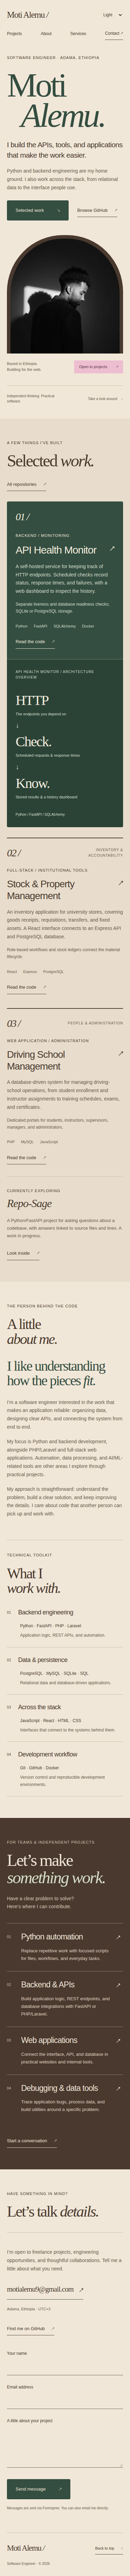 Moti Alemu /
Light
Projects About Services Contact ↗
SOFTWARE ENGINEER · ADAMA, ETHIOPIA
Moti
Alemu.
I build the APIs, tools, and applications
that make work easier.
Python and backend engineering are my home
ground. I also work across the stack, from relational
data to the interface people use.
Selected work
Browse GitHub ↗
Rooted in Ethiopia.
Building for the web.
Open to projects ↗
Independent thinking. Practical
software.
Take a look around
A FEW THINGS I'VE BUILT
Selected work.
All repositories ↗
01 /
BACKEND / MONITORING
API Health Monitor ↗
A self-hosted service for keeping track of
HTTP endpoints. Scheduled checks record
status, response times, and failures, with a
web dashboard to inspect the history.
Separate liveness and database readiness checks;
SQLite or PostgreSQL storage.
Python FastAPI SQLAlchemy Docker
Read the code ↗
API HEALTH MONITOR / ARCHITECTURE
OVERVIEW
HTTP
The endpoints you depend on
↓
Check.
Scheduled requests & response times
↓
Know.
Stored results & a history dashboard
Python / FastAPI / SQLAlchemy
02 /
INVENTORY &
ACCOUNTABILITY
FULL-STACK / INSTITUTIONAL TOOLS
Stock & Property
Management ↗
An inventory application for university stores, covering
stock receipts, requisitions, transfers, and fixed
assets. A React interface connects to an Express API
and PostgreSQL database.
Role-based workflows and stock ledgers connect the material
lifecycle.
React Express PostgreSQL
Read the code ↗
03 /
PEOPLE & ADMINISTRATION
WEB APPLICATION / ADMINISTRATION
Driving School
Management ↗
A database-driven system for managing driving-
school operations, from student enrollment and
instructor assignments to training schedules, exams,
and certificates.
Dedicated portals for students, instructors, supervisors,
managers, and administrators.
PHP MySQL JavaScript
Read the code ↗
CURRENTLY EXPLORING
Repo-Sage
A Python/FastAPI project for asking questions about a
codebase, with answers linked to source files and lines. A
work in progress.
Look inside ↗
THE PERSON BEHIND THE CODE
A little
about me.
I like understanding
how the pieces fit.
I'm a software engineer interested in the work that
makes an application reliable: organizing data,
designing clear APIs, and connecting the system from
end to end.
My focus is Python and backend development,
alongside PHP/Laravel and full-stack web
applications. Automation, data processing, and AI/ML-
related tools are other areas I explore through
practical projects.
My approach is straightforward: understand the
problem, build a clear solution, and keep improving
the details. I care about code that another person can
pick up and work with.
TECHNICAL TOOLKIT
What I
work with.
01 Backend engineering
Python · FastAPI · PHP · Laravel
Application logic, REST APIs, and automation.
02 Data & persistence
PostgreSQL · MySQL · SQLite · SQL
Relational data and database-driven applications.
03 Across the stack
JavaScript · React · HTML · CSS
Interfaces that connect to the systems behind them.
04 Development workflow
Git · GitHub · Docker
Version control and reproducible development
environments.
FOR TEAMS & INDEPENDENT PROJECTS
Let's make
something work.
Have a clear problem to solve?
Here's where I can contribute.
01 Python automation ↗
Replace repetitive work with focused scripts
for files, workflows, and everyday tasks.
02 Backend & APIs ↗
Build application logic, REST endpoints, and
database integrations with FastAPI or
PHP/Laravel.
03 Web applications ↗
Connect the interface, API, and database in
practical websites and internal tools.
04 Debugging & data tools ↗
Trace application bugs, process data, and
build utilities around a specific problem.
Start a conversation ↗
HAVE SOMETHING IN MIND?
Let's talk details.
I'm open to freelance projects, engineering
opportunities, and thoughtful collaborations. Tell me a
little about what you need.
motialemu9@gmail.com ↗
Adama, Ethiopia · UTC+3
Find me on GitHub ↗
Your name
Email address
A little about your project
Send message ↗
Messages are sent via Formspree. You can also email me directly.
Moti Alemu /
Back to top ↑
Software Engineer · © 2025